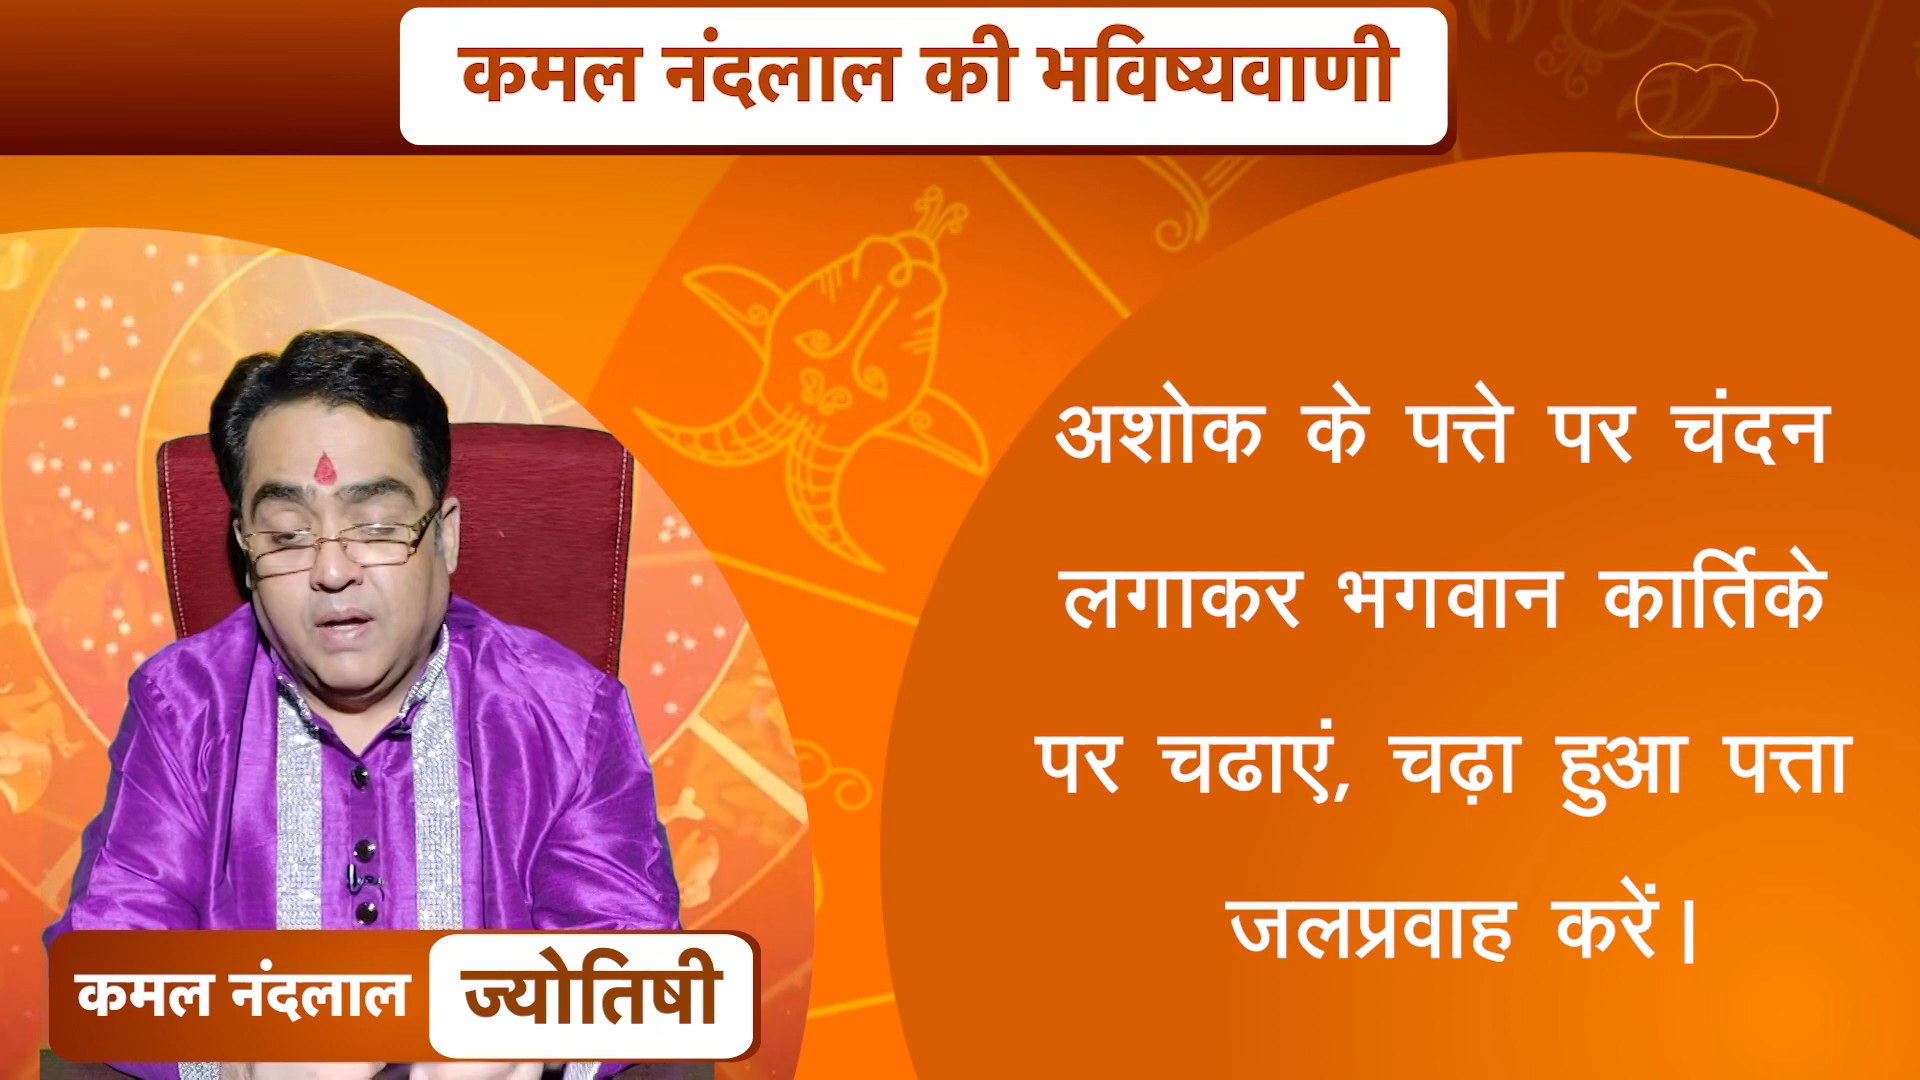 कमल नंदलाल की भविष्यवाणी
अशोक के पत्ते पर चंदन
लगाकर भगवान कार्तिके
पर चढाएं, चढ़ा हुआ पत्ता
जलप्रवाह करें|
कमल नंदलाल ज्योतिषी